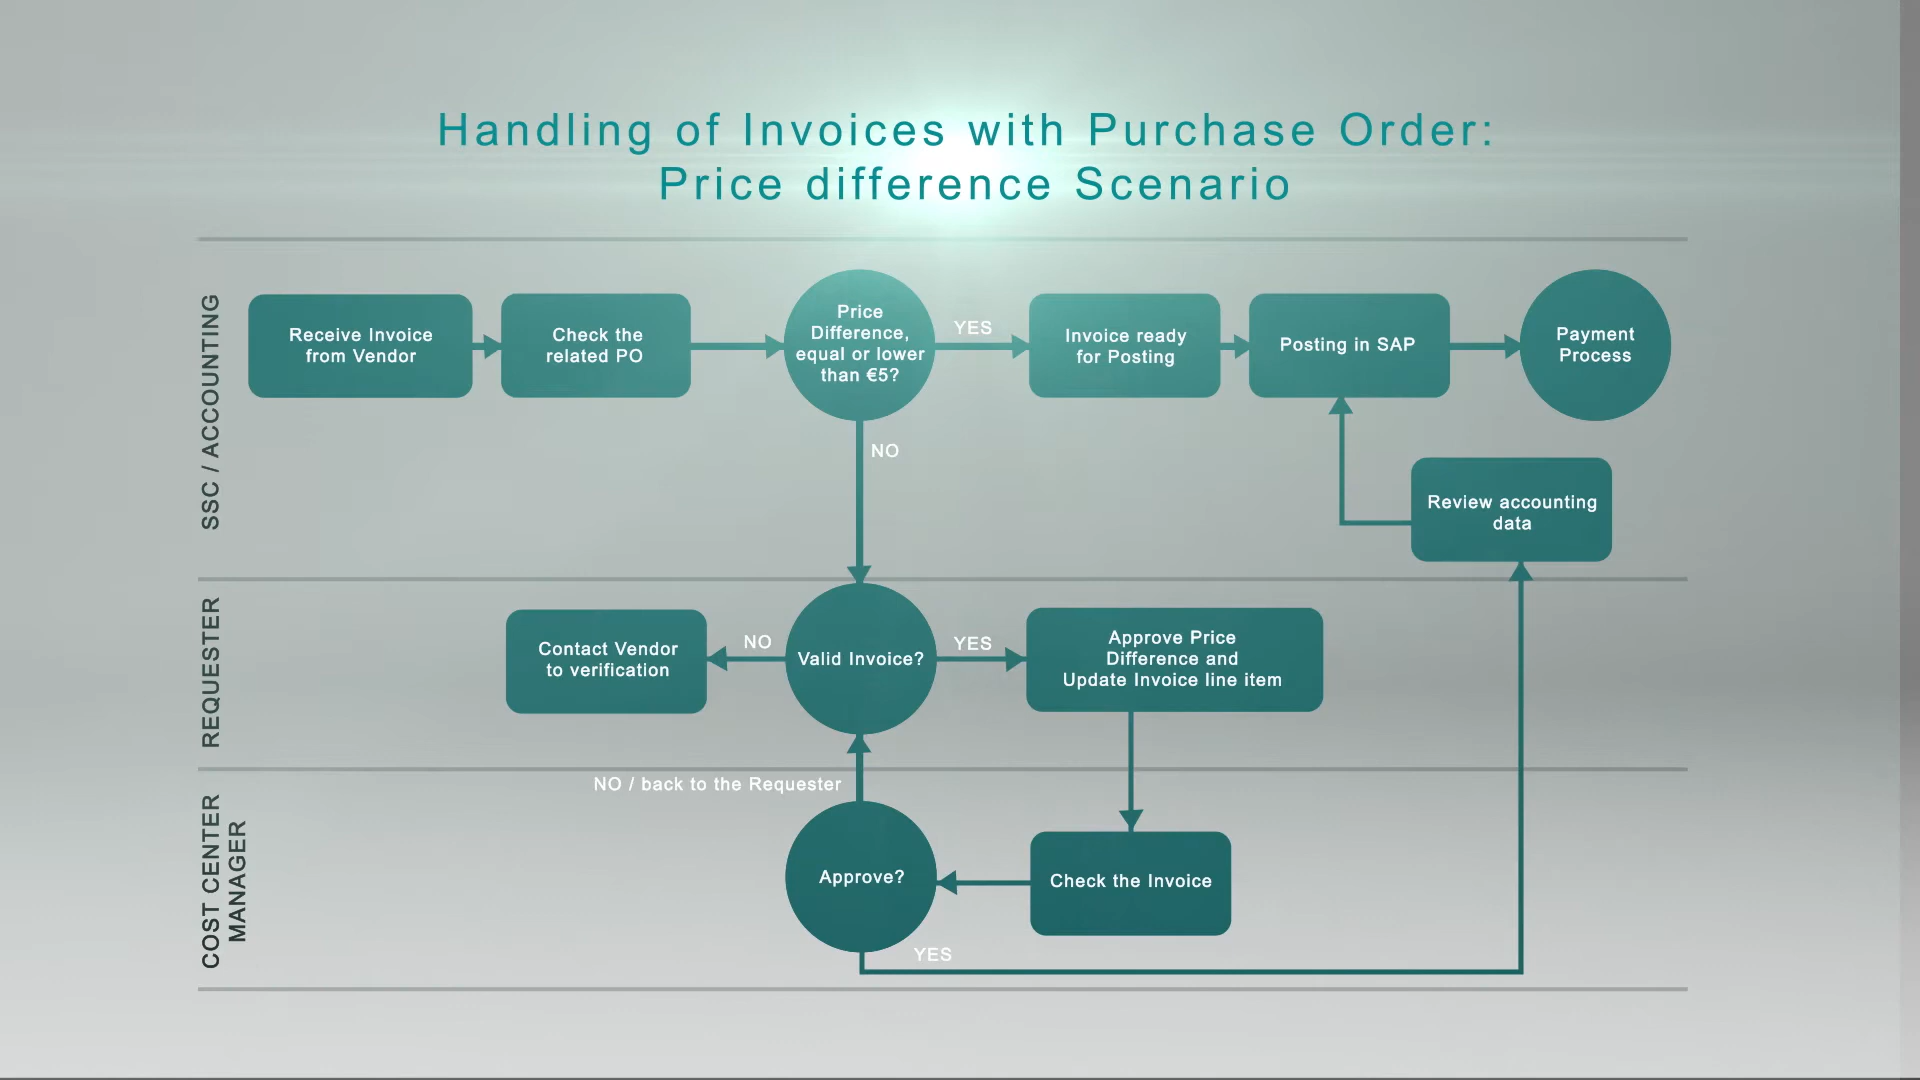 Handling of Invoices with Purchase Order:
Price difference Scenario
SSC / ACCOUNTING
Receive Invoice
from Vendor
Check the
related PO
Price
Difference,
equal or lower
than €5?
YES
Invoice ready
for Posting
Posting in SAP
Payment
Process
NO
Review accounting
data
REQUESTER
Contact Vendor
to verification
NO
Valid Invoice?
YES
Approve Price
Difference and
Update Invoice line item
COST CENTER
MANAGER
NO / back to the Requester
Approve?
Check the Invoice
YES